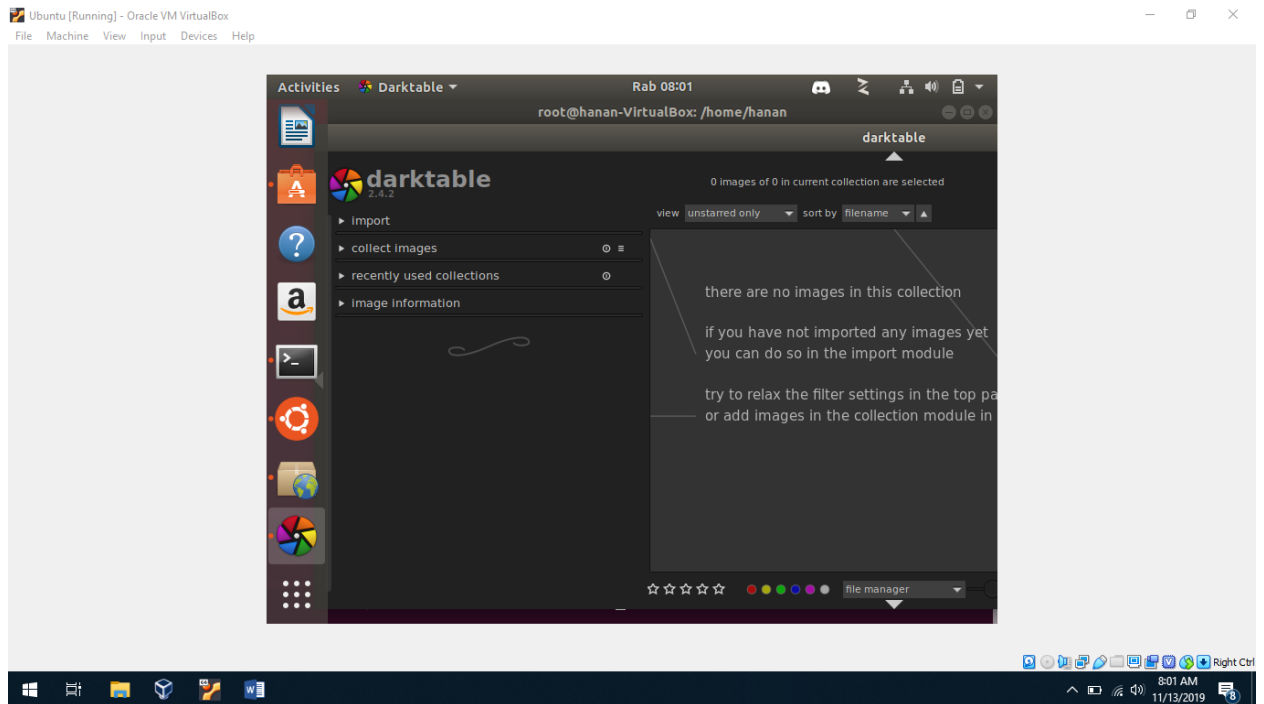 Ubuntu [Running] - Oracle VM VirtualBox
File Machine View Input Devices Help
Activities Darktable Rab 08:01
root@hanan-VirtualBox: /home/hanan
darktable
darktable
2.4.2
0 images of 0 in current collection are selected
view unstarred only sort by filename
import
collect images
recently used collections
image information
there are no images in this collection
if you have not imported any images yet
you can do so in the import module
try to relax the filter settings in the top pa
or add images in the collection module in
file manager
Right Ctrl
8:01 AM
11/13/2019
8